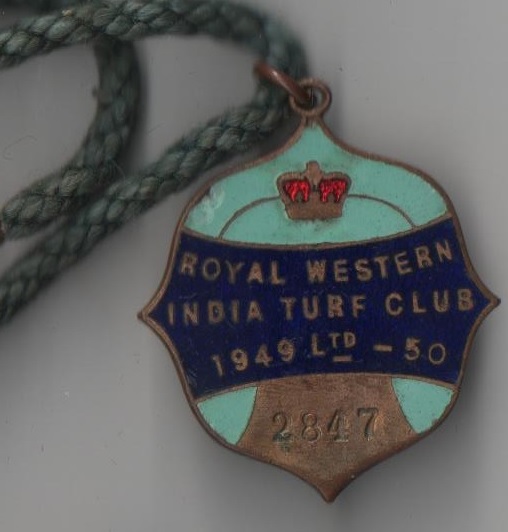 ROYAL WESTERN
INDIA TURF CLUB
1949 LTD - 50
2847